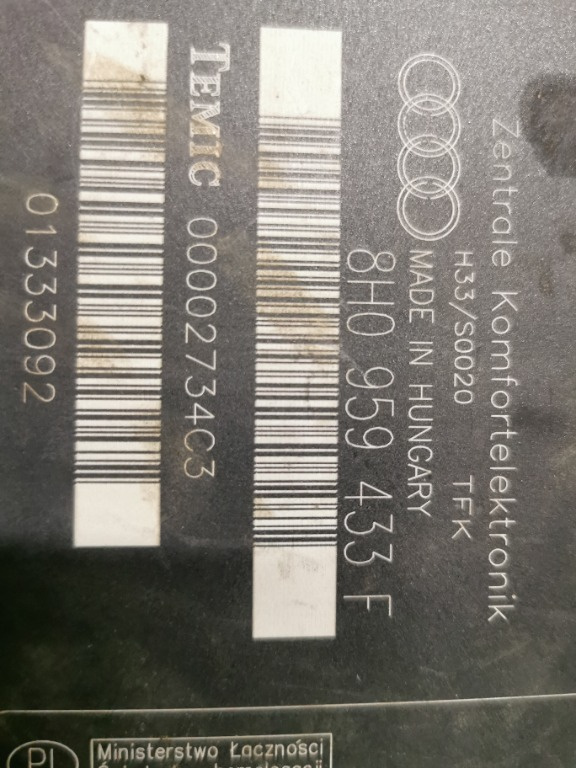 Zentrale Komfortelektronik
H33/S0020 TFK
MADE IN HUNGARY
8H0 959 433 F
TEMIC 00002734C3
01333092
PL
Ministerstwo Łączności